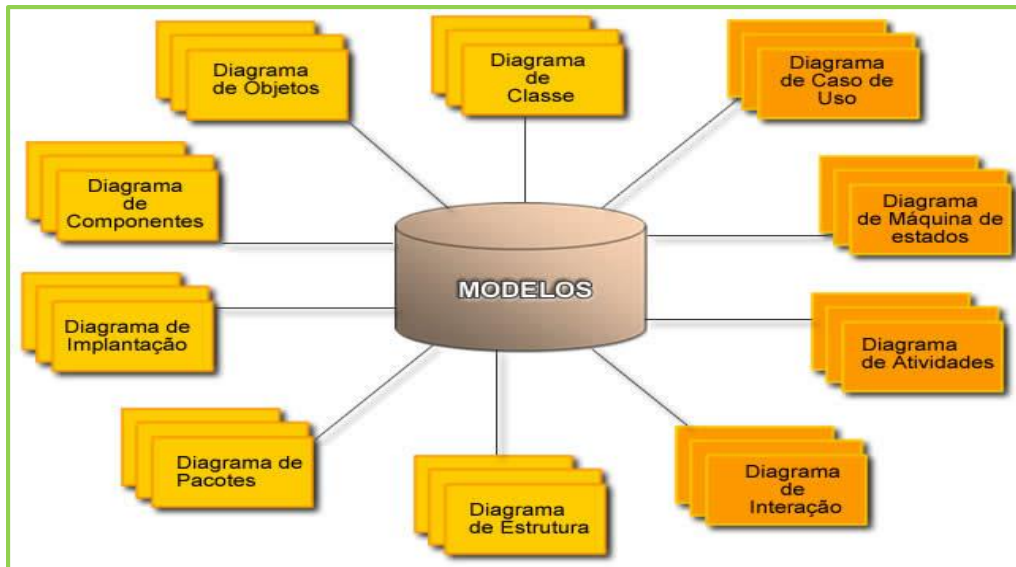 Diagrama
de Objetos
Diagrama
de
Classe
Diagrama
de Caso de
Uso
Diagrama
de
Componentes
Diagrama
de Máquina de
estados
MODELOS
Diagrama de
Implantação
Diagrama
de Atividades
Diagrama de
Pacotes
Diagrama
de Estrutura
Diagrama
de
Interação